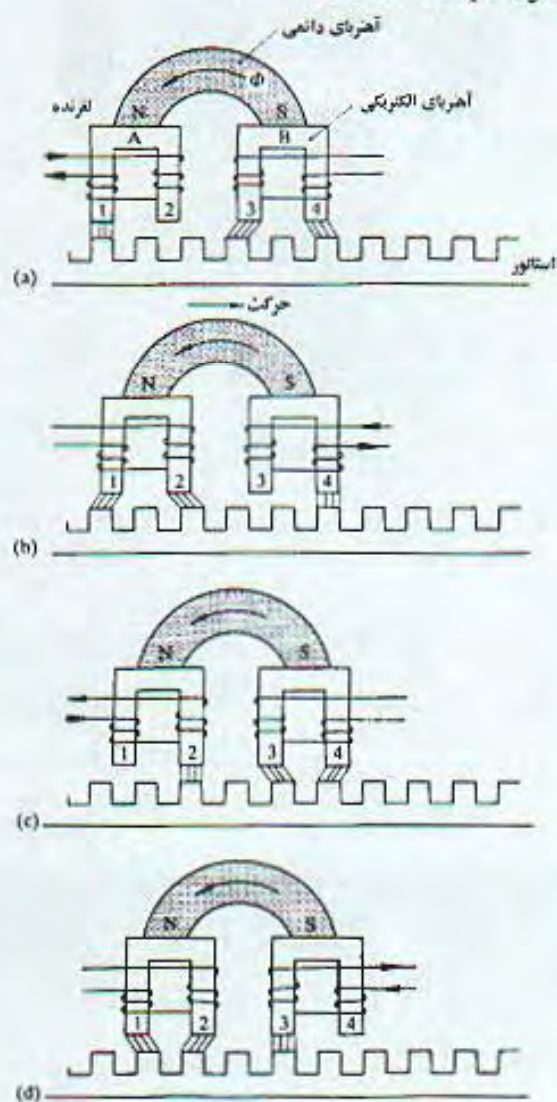 آهنربای دائمی
Φ
N S
لغزنده
آهنربای الکتریکی
A B
1 2 3 4
استاتور
(a)
حرکت
N S
1 2 3 4
(b)
N S
1 2 3 4
(c)
N S
1 2 3 4
(d)